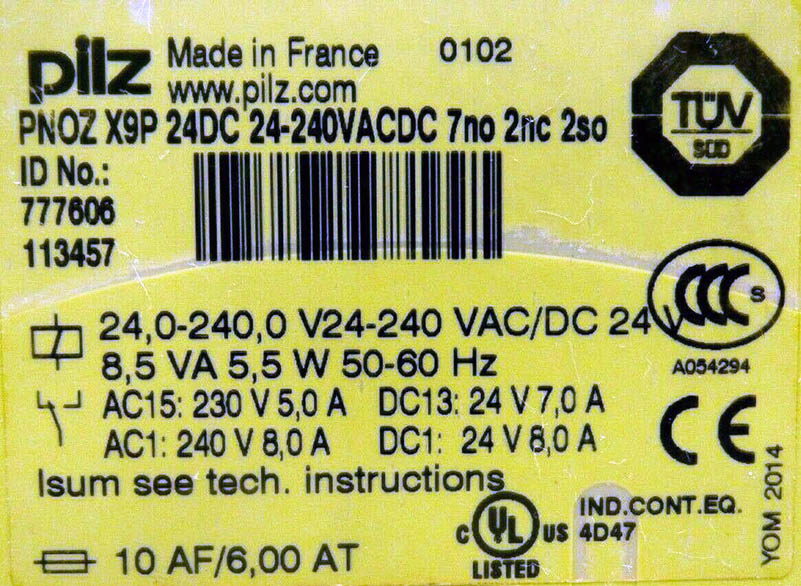 pilz Made in France 0102
www.pilz.com
TÜV
SÜD
PNOZ X9P 24DC 24-240VACDC 7no 2nc 2so
ID No.:
777606
113457
CCC S
A054294
24,0-240,0 V24-240 VAC/DC 24 V
8,5 VA 5,5 W 50-60 Hz
AC15: 230 V 5,0 A DC13: 24 V 7,0 A
AC1: 240 V 8,0 A DC1: 24 V 8,0 A
CE
Isum see tech. instructions
YOM 2014
c UL US
LISTED
IND.CONT.EQ.
4D47
10 AF/6,00 AT